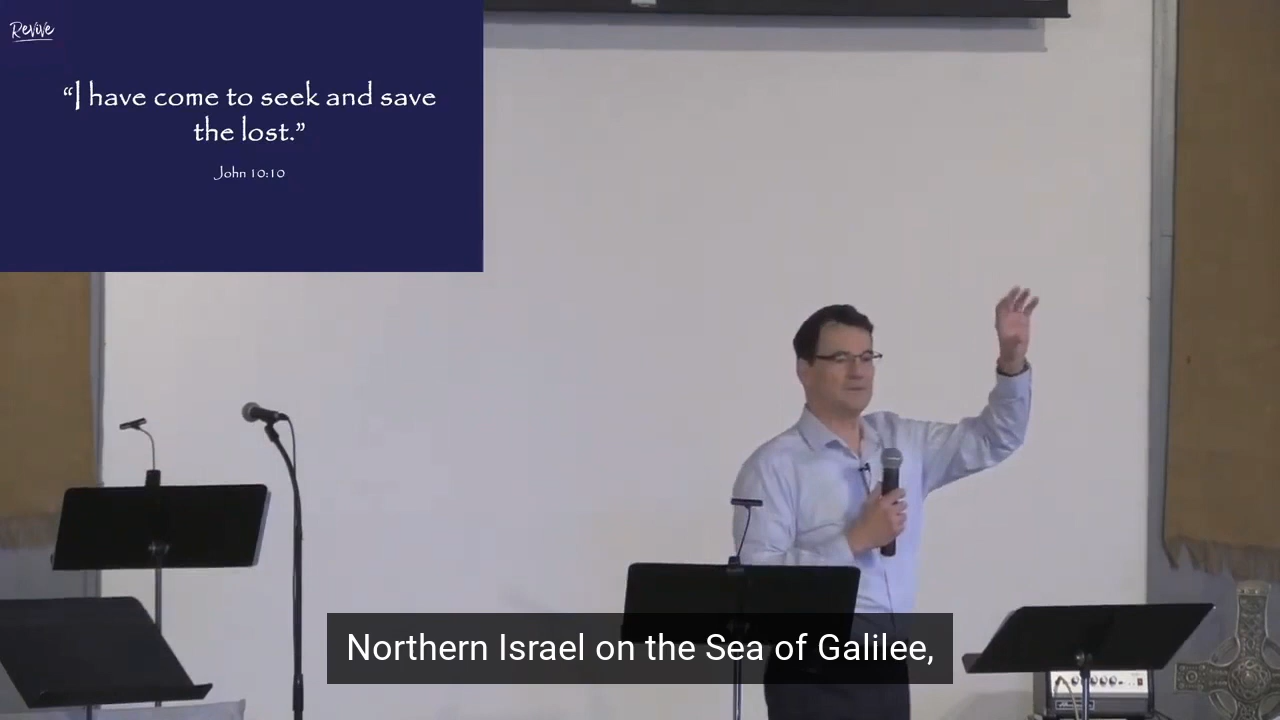 Revive
“I have come to seek and save
the lost.”
John 10:10
Northern Israel on the Sea of Galilee,